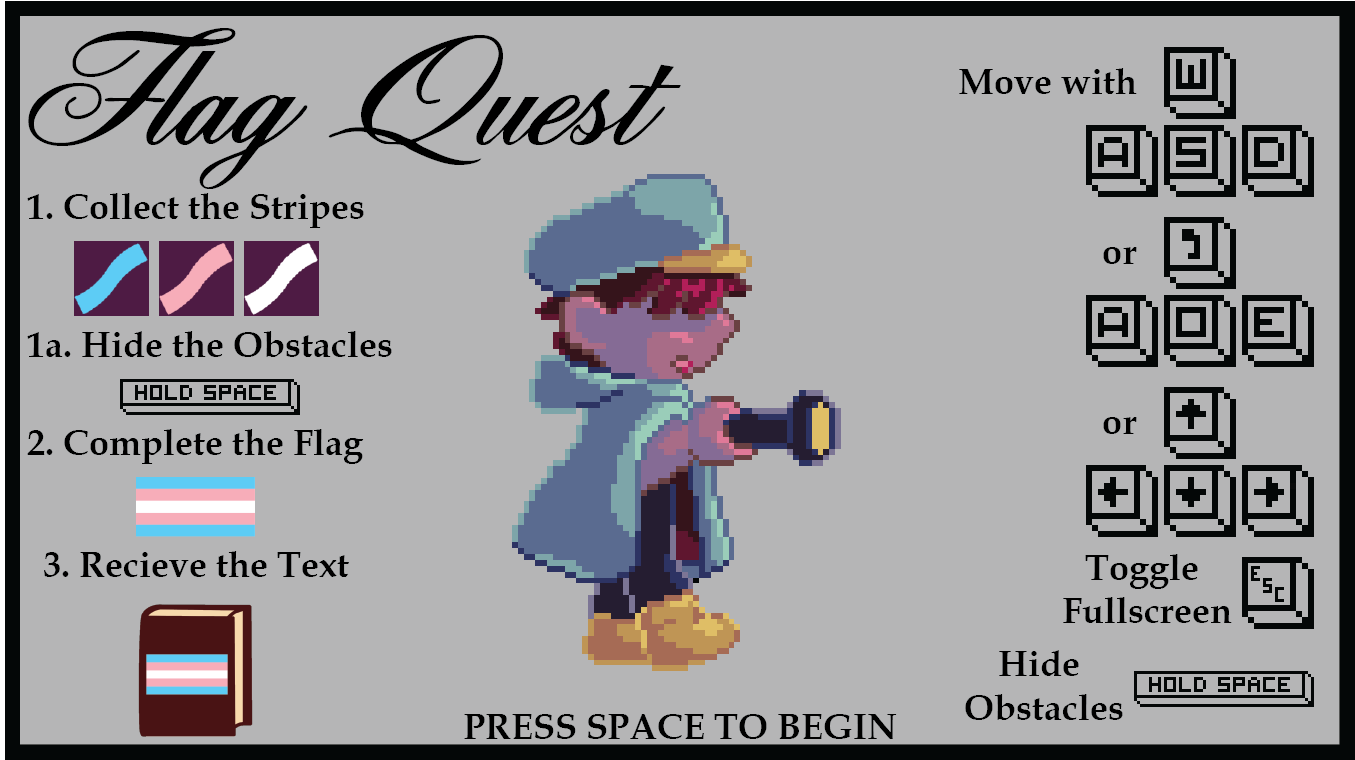 Flag Quest
1. Collect the Stripes
1a. Hide the Obstacles
HOLD SPACE
2. Complete the Flag
3. Recieve the Text
PRESS SPACE TO BEGIN
Move with W
A S D
or ,
A O E
or ↑
← ↓ →
Toggle
Fullscreen
ESC
Hide
Obstacles
HOLD SPACE